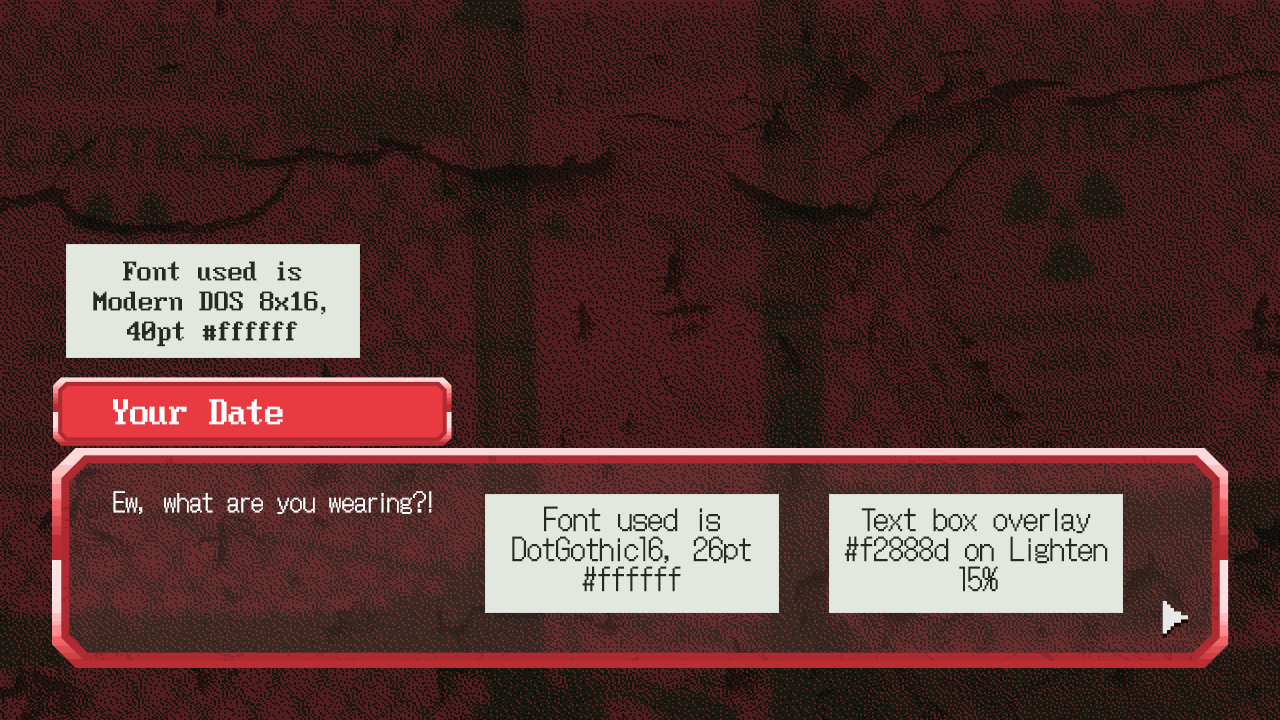 Font used is
Modern DOS 8x16,
40pt #ffffff
Your Date
Ew, what are you wearing?!
Font used is
DotGothic16, 26pt
#ffffff
Text box overlay
#f2888d on Lighten
15%